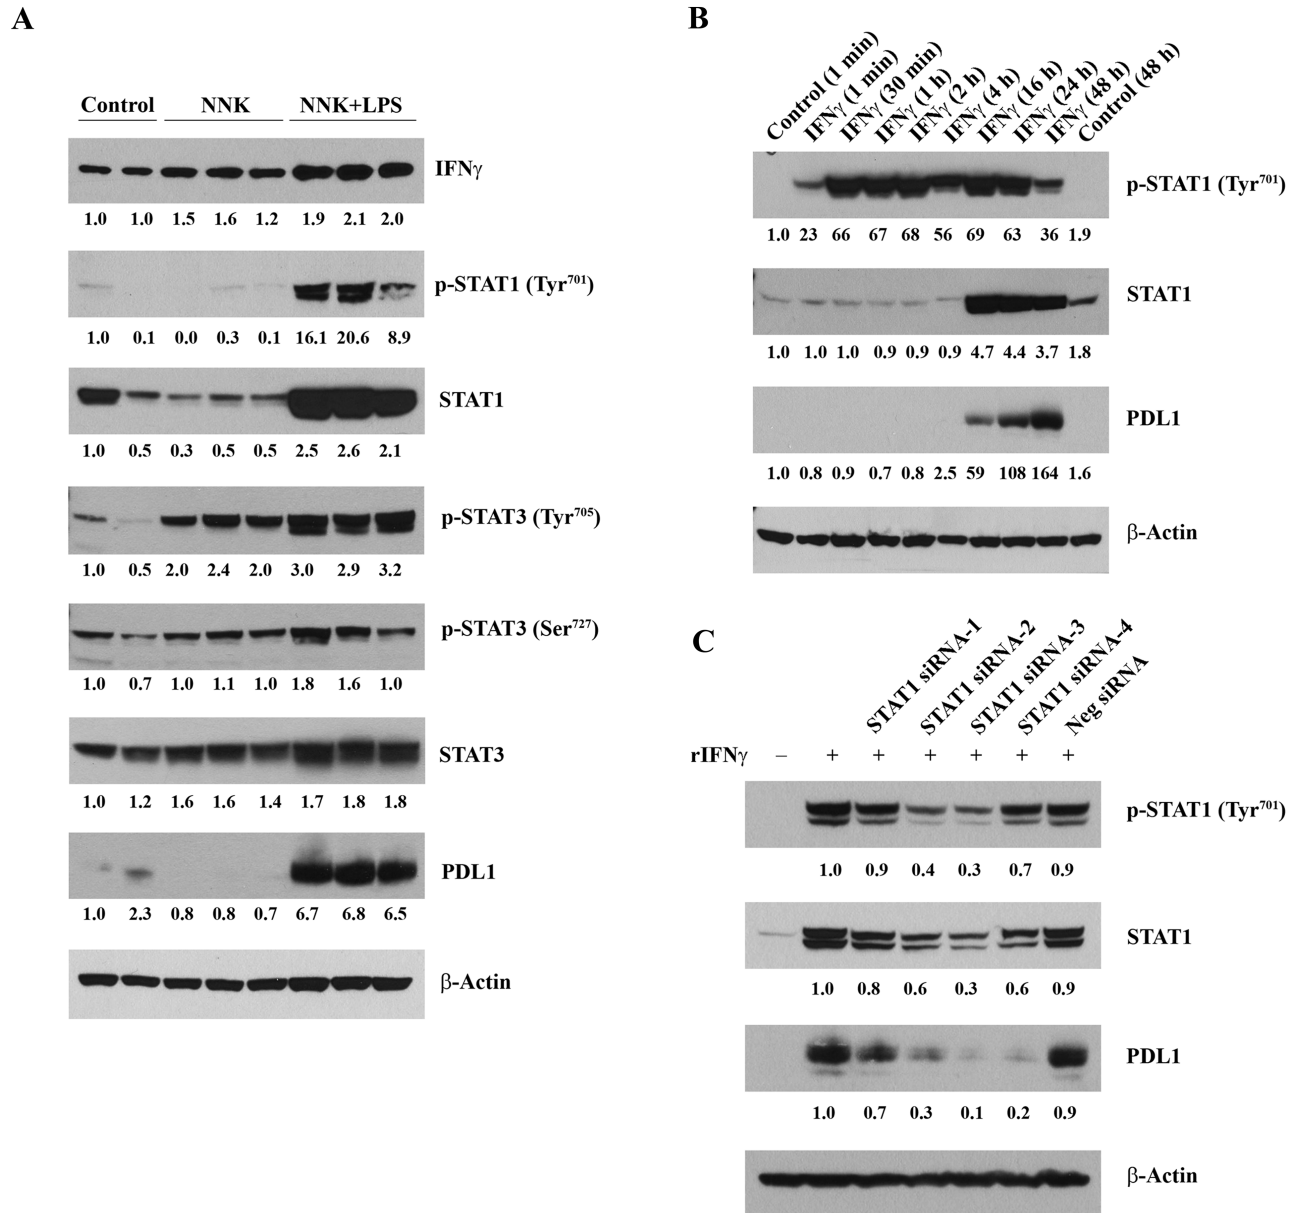 A
Control NNK NNK+LPS
IFNγ
1.0 1.0 1.5 1.6 1.2 1.9 2.1 2.0
p-STAT1 (Tyr⁷⁰¹)
1.0 0.1 0.0 0.3 0.1 16.1 20.6 8.9
STAT1
1.0 0.5 0.3 0.5 0.5 2.5 2.6 2.1
p-STAT3 (Tyr⁷⁰⁵)
1.0 0.5 2.0 2.4 2.0 3.0 2.9 3.2
p-STAT3 (Ser⁷²⁷)
1.0 0.7 1.0 1.1 1.0 1.8 1.6 1.0
STAT3
1.0 1.2 1.6 1.6 1.4 1.7 1.8 1.8
PDL1
1.0 2.3 0.8 0.8 0.7 6.7 6.8 6.5
β-Actin
B
Control (1 min)
IFNγ (1 min)
IFNγ (30 min)
IFNγ (1 h)
IFNγ (2 h)
IFNγ (4 h)
IFNγ (16 h)
IFNγ (24 h)
IFNγ (48 h)
Control (48 h)
p-STAT1 (Tyr⁷⁰¹)
1.0 23 66 67 68 56 69 63 36 1.9
STAT1
1.0 1.0 1.0 0.9 0.9 0.9 4.7 4.4 3.7 1.8
PDL1
1.0 0.8 0.9 0.7 0.8 2.5 59 108 164 1.6
β-Actin
C
STAT1 siRNA-1
STAT1 siRNA-2
STAT1 siRNA-3
STAT1 siRNA-4
Neg siRNA
rIFNγ – + + + + + +
p-STAT1 (Tyr⁷⁰¹)
1.0 0.9 0.4 0.3 0.7 0.9
STAT1
1.0 0.8 0.6 0.3 0.6 0.9
PDL1
1.0 0.7 0.3 0.1 0.2 0.9
β-Actin